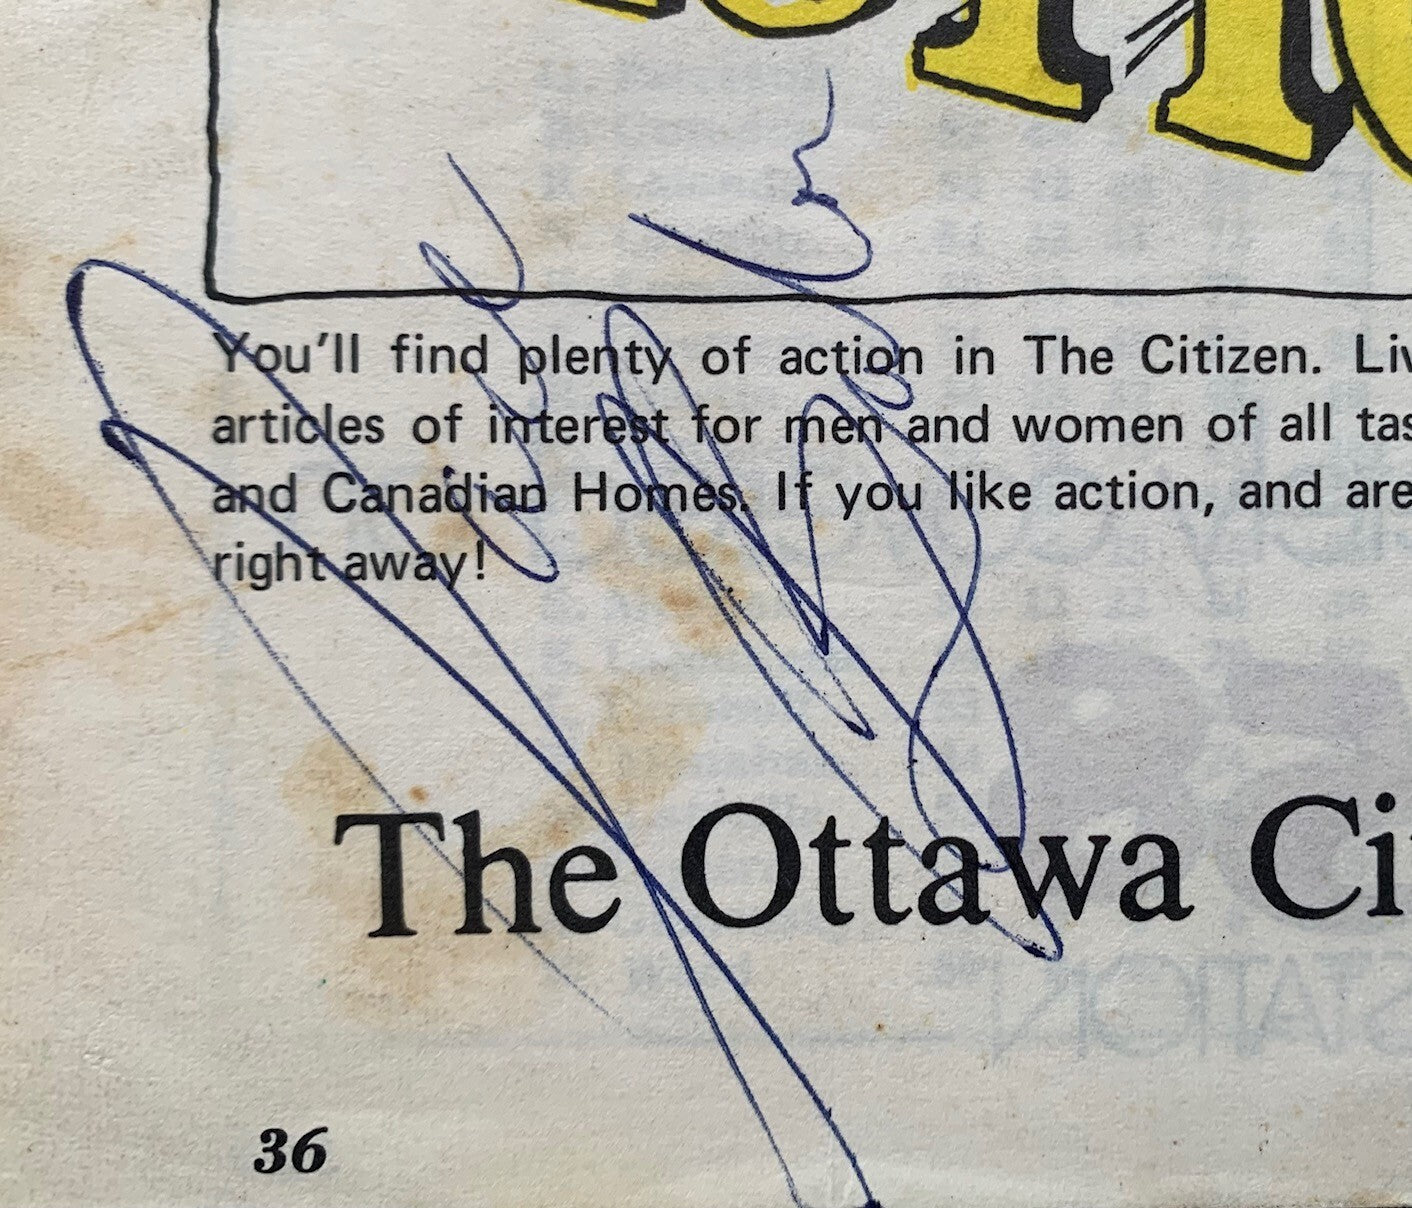 You'll find plenty of action in The Citizen. Liv
articles of interest for men and women of all tas
and Canadian Homes. If you like action, and are
right away!
The Ottawa Ci
36